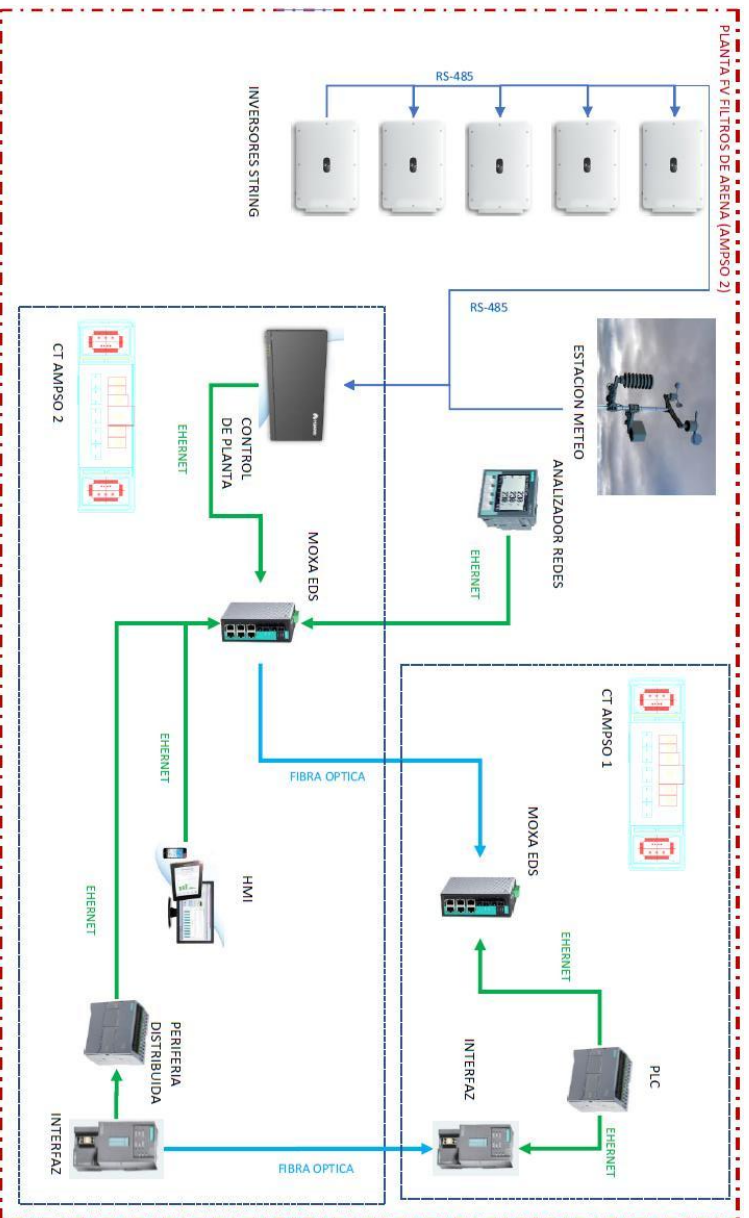 PLANTA FV FILTROS DE ARENA (AMPSO 2)
RS-485
INVERSORES STRING
RS-485
ESTACION METEO
ANALIZADOR REDES
EHERNET
CT AMPSO 1
MOXA EDS
EHERNET
PLC
EHERNET
INTERFAZ
FIBRA OPTICA
FIBRA OPTICA
CONTROL
DE PLANTA
EHERNET
MOXA EDS
CT AMPSO 2
EHERNET
HMI
EHERNET
PERIFERIA
DISTRIBUIDA
INTERFAZ